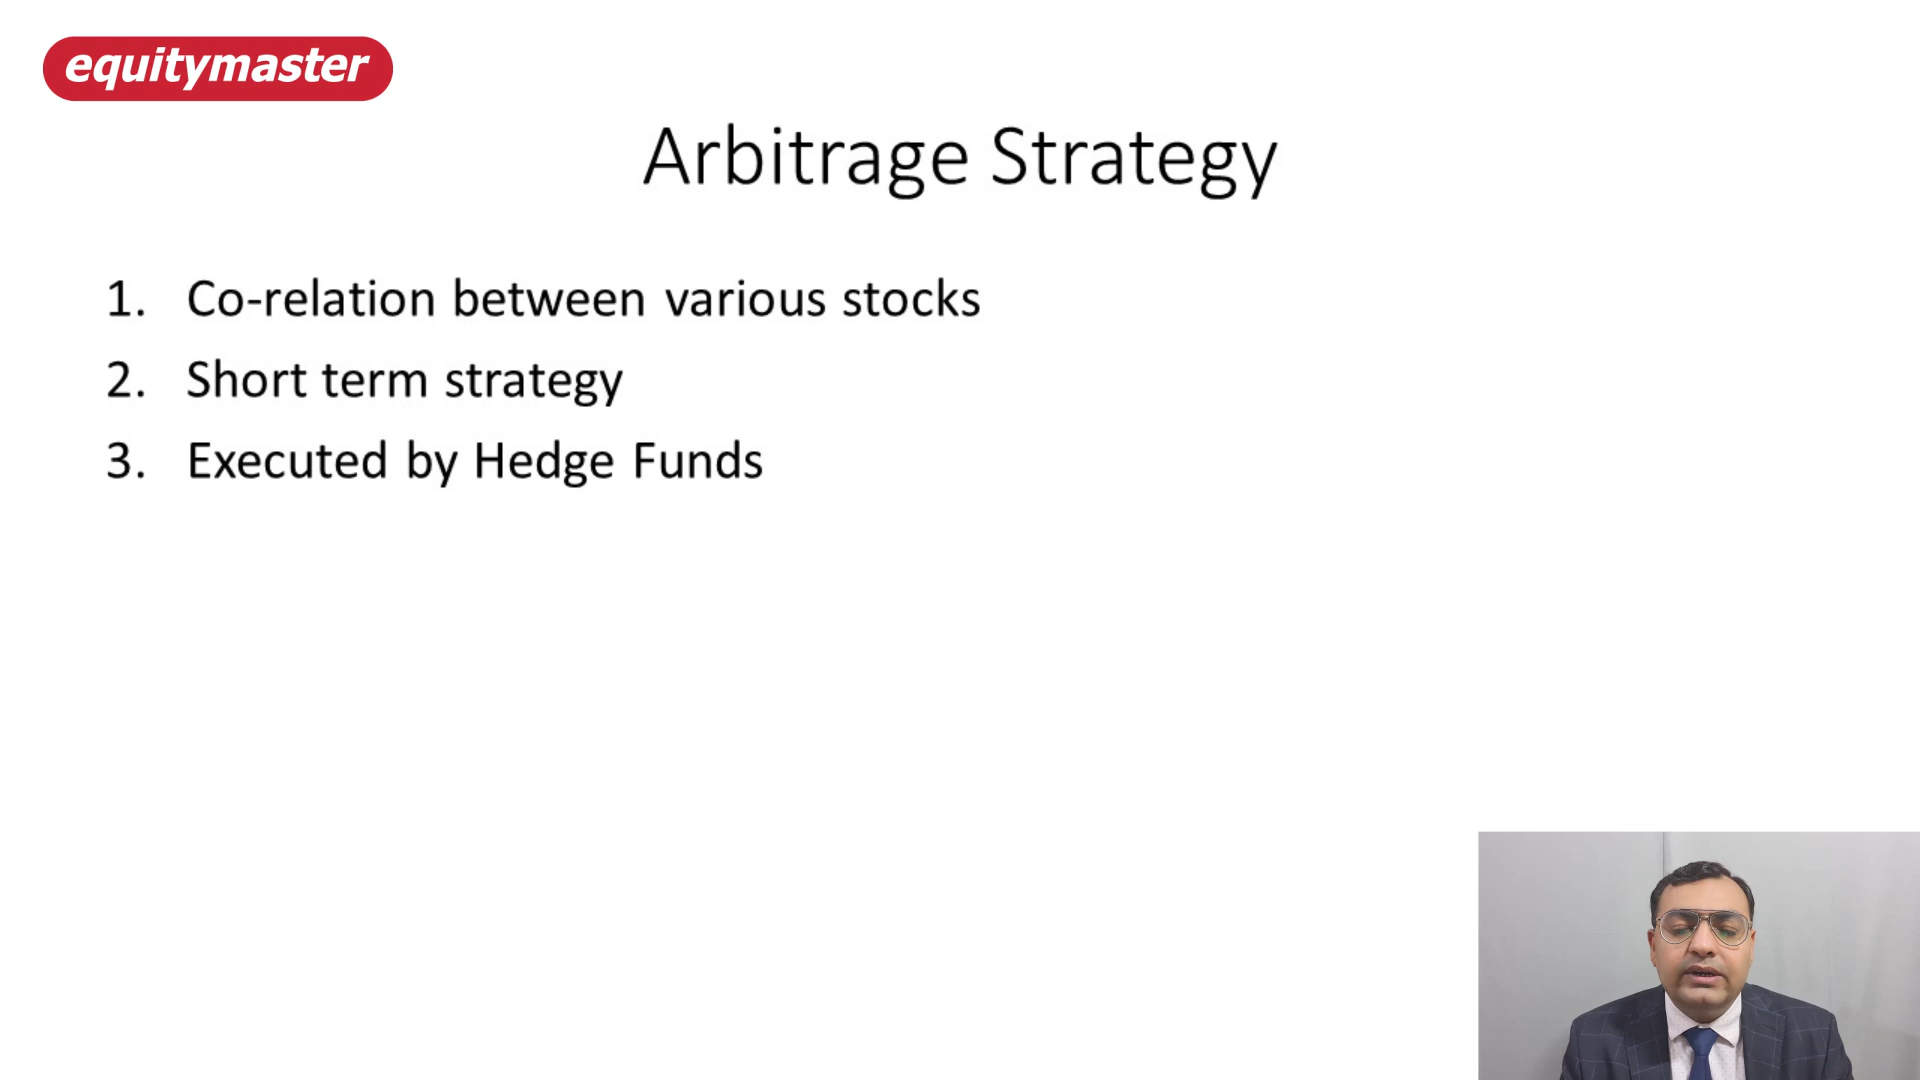 equitymaster
Arbitrage Strategy
1. Co-relation between various stocks
2. Short term strategy
3. Executed by Hedge Funds